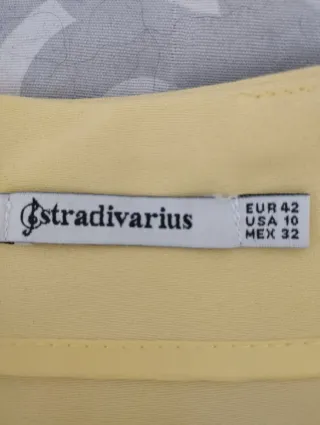 stradivarius
EUR 42
USA 10
MEX 32